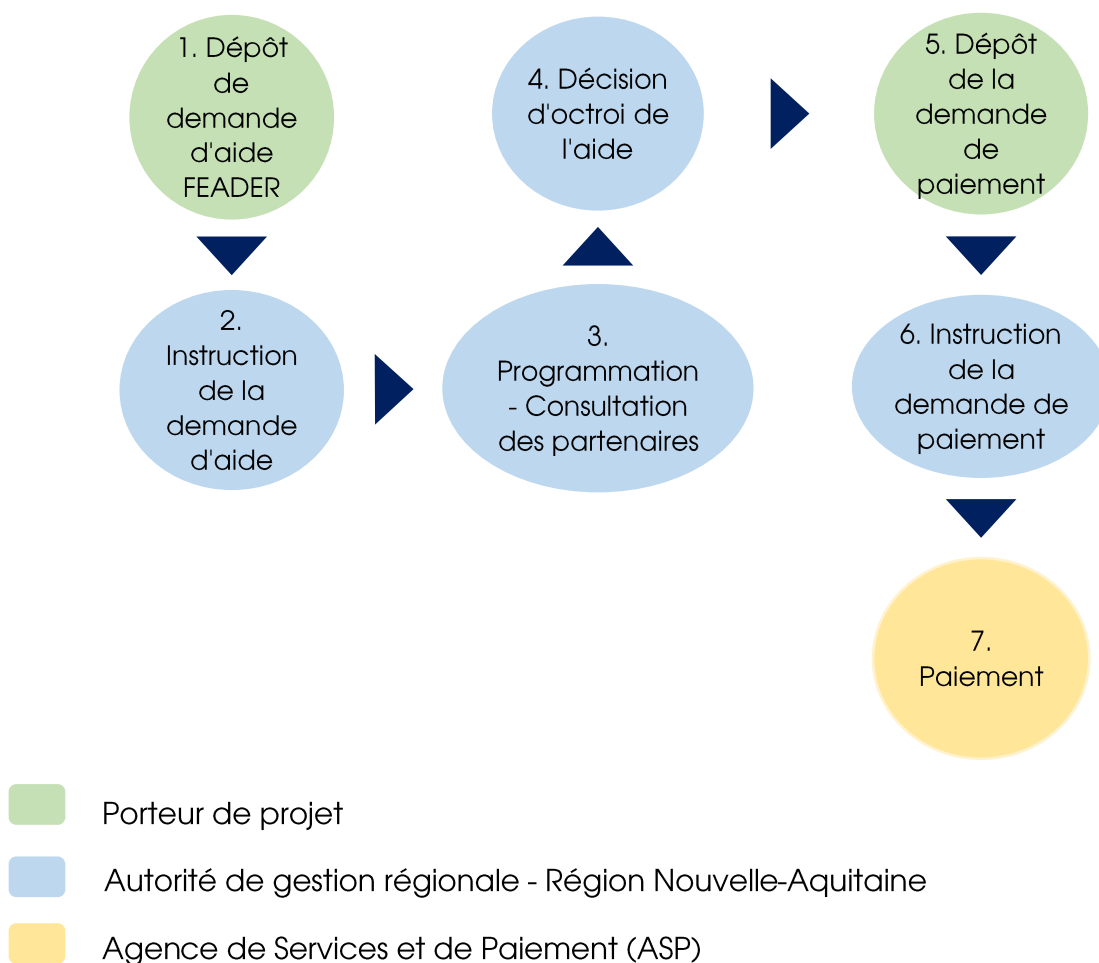 1. Dépôt
de
demande
d'aide
FEADER
2.
Instruction
de la
demande
d'aide
3.
Programmation
- Consultation
des partenaires
4. Décision
d'octroi de
l'aide
5. Dépôt
de la
demande
de
paiement
6. Instruction
de la
demande de
paiement
7.
Paiement
Porteur de projet
Autorité de gestion régionale - Région Nouvelle-Aquitaine
Agence de Services et de Paiement (ASP)